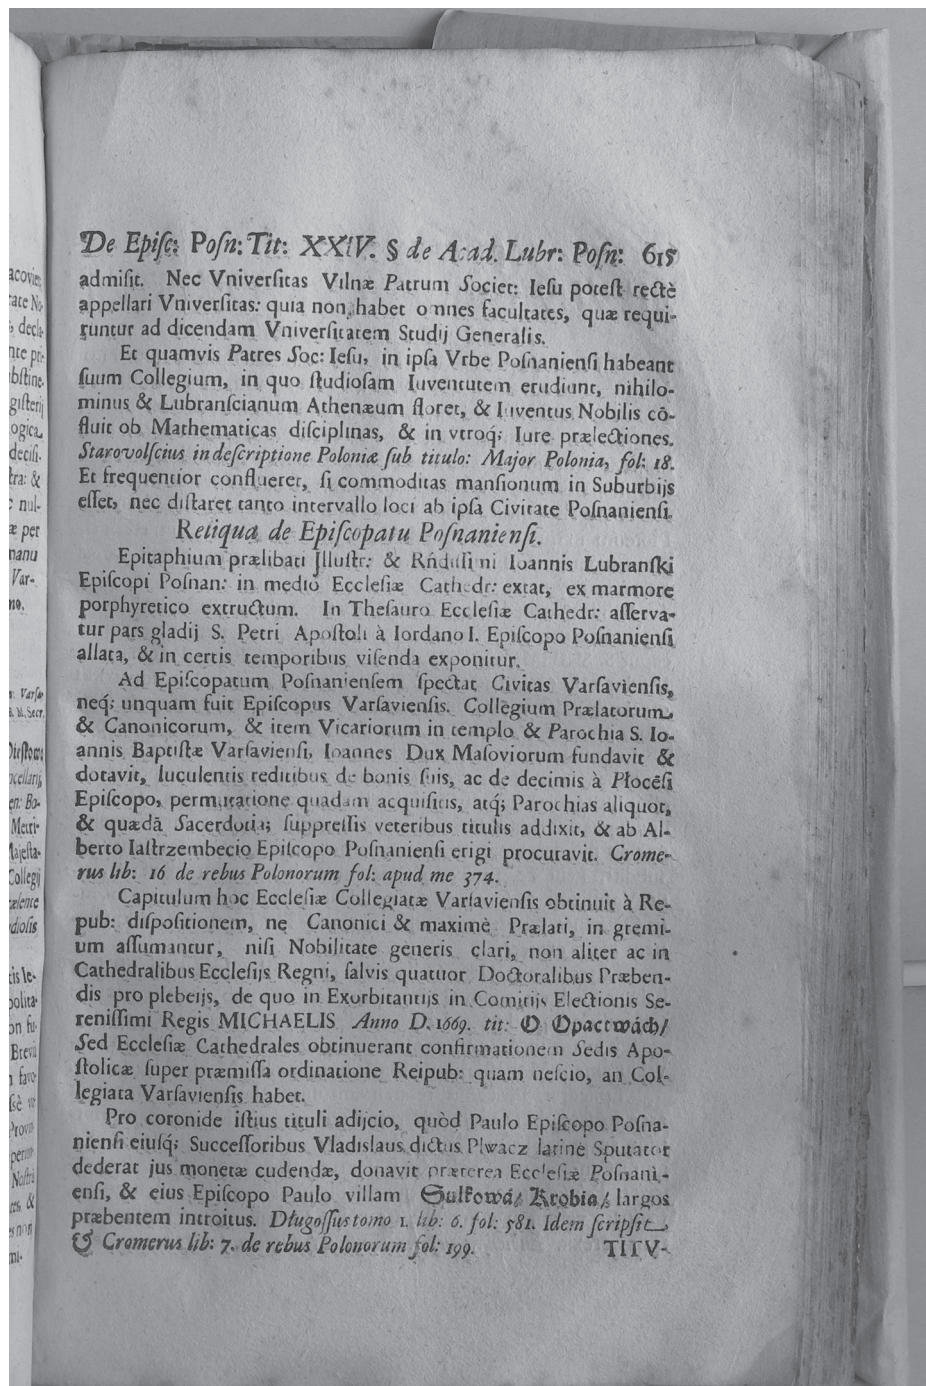 De Episc: Posn: Tit: XXIV. § de Acad. Lubr: Posn: 615
admisit. Nec Vniversitas Vilnæ Patrum Societ: Iesu potest rectè
appellari Vniversitas: quia non habet omnes facultates, quæ requi-
runtur ad dicendam Vniversitatem Studij Generalis.
Et quamvis Patres Soc: Iesu, in ipsa Vrbe Posnaniensi habeant
suum Collegium, in quo studiosam Iuventutem erudiunt, nihilo-
minus & Lubranscianum Athenæum floret, & Iuventus Nobilis cō-
fluit ob Mathematicas disciplinas, & in vtroq; Iure prælectiones.
Starovolscius in descriptione Poloniæ sub titulo: Major Polonia, fol: 18.
Et frequentior conflueret, si commoditas mansionum in Suburbijs
esset, nec distaret tanto intervallo loci ab ipsa Civitate Posnaniensi.
Reliqua de Episcopatu Posnaniensi.
Epitaphium prælibati Illustr: & Rńdissimi Ioannis Lubranski
Episcopi Posnan: in medio Ecclesiæ Cathedr: extat, ex marmore
porphyretico extructum. In Thesauro Ecclesiæ Cathedr: asserva-
tur pars gladij S. Petri Apostoli à Iordano I. Episcopo Posnaniensi
allata, & in certis temporibus visenda exponitur.
Ad Episcopatum Posnaniensem spectat Civitas Varsaviensis,
neq; unquam fuit Episcopus Varsaviensis. Collegium Prælatorum
& Canonicorum, & item Vicariorum in templo & Parochia S. Io-
annis Baptistæ Varsaviensi, Ioannes Dux Masoviorum fundavit &
dotavit, luculentis reditibus de bonis suis, ac de decimis à Płocēsi
Episcopo, permutatione quadam acquisitis, atq; Parochias aliquot,
& quædā Sacerdotia; suppressis veteribus titulis addixit, & ab Al-
berto Iastrzembecio Episcopo Posnaniensi erigi procuravit. Crome-
rus lib: 16 de rebus Polonorum fol: apud me 374.
Capitulum hoc Ecclesiæ Collegiatæ Varsaviensis obtinuit à Re-
pub: dispositionem, ne Canonici & maximè Prælati, in gremi-
um assumantur, nisi Nobilitate generis clari, non aliter ac in
Cathedralibus Ecclesijs Regni, salvis quatuor Doctoralibus Præben-
dis pro plebeijs, de quo in Exorbitantijs in Comitijs Electionis Se-
renissimi Regis MICHAELIS Anno D. 1669. tit: O Opactwách/
Sed Ecclesiæ Cathedrales obtinuerant confirmationem Sedis Apo-
stolicæ super præmissa ordinatione Reipub: quam nescio, an Col-
legiata Varsaviensis habet.
Pro coronide istius tituli adijcio, quòd Paulo Episcopo Posna-
niensi eiusq; Successoribus Vladislaus dictus Plwacz latinè Sputator
dederat jus monetæ cudendæ, donavit præterea Ecclesiæ Posnani-
ensi, & eius Episcopo Paulo villam Sulkowá/ Krobia/ largos
præbentem introitus. Długossus tomo 1. lib: 6. fol: 581. Idem scripsit
& Cromerus lib: 7. de rebus Polonorum fol: 199. TITV-